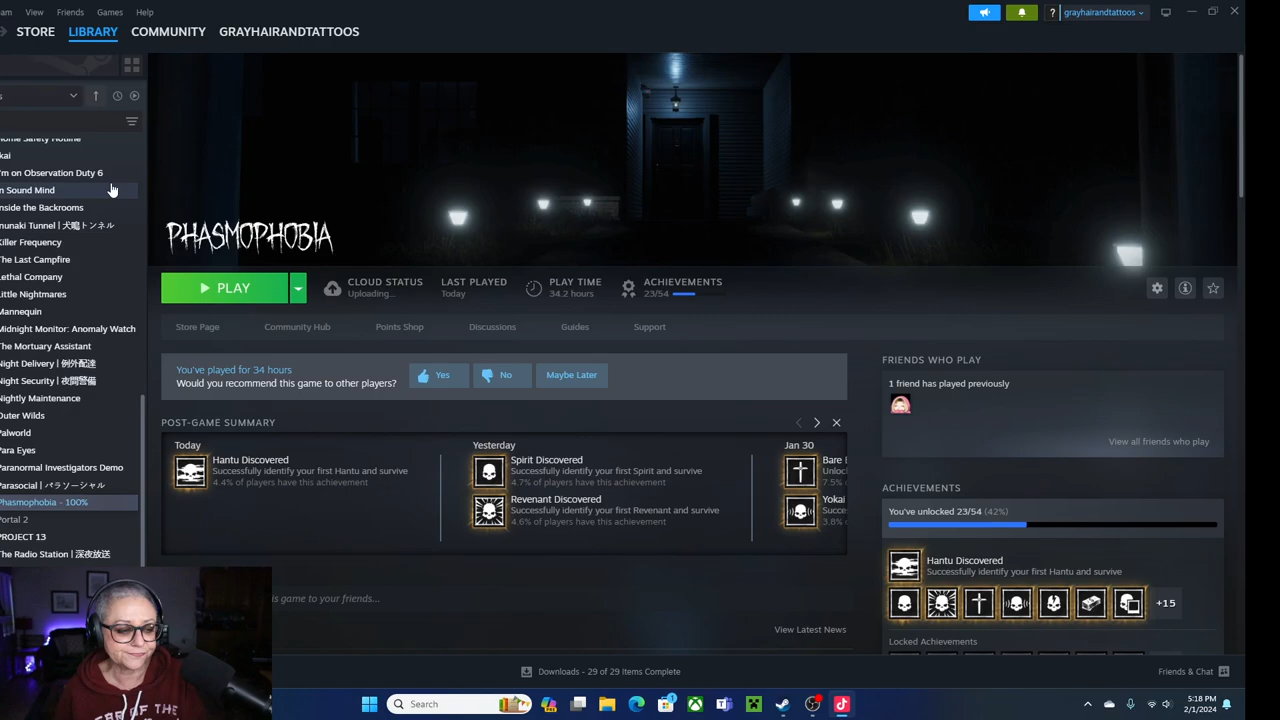 View Friends Games Help
grayhairandtattoos
STORE LIBRARY COMMUNITY GRAYHAIRANDTATTOOS
I'm on Observation Duty 6
In Sound Mind
Inside the Backrooms
Inunaki Tunnel | 犬鳴トンネル
Killer Frequency
The Last Campfire
Lethal Company
Little Nightmares
Mannequin
Midnight Monitor: Anomaly Watch
The Mortuary Assistant
Night Delivery | 例外配達
Night Security | 夜間警備
Nightly Maintenance
Outer Wilds
Palworld
Para Eyes
Paranormal Investigators Demo
Parasocial | パラソーシャル
Phasmophobia - 100%
Portal 2
PROJECT 13
The Radio Station | 深夜放送
PHASMOPHOBIA
PLAY
CLOUD STATUS
Uploading...
LAST PLAYED
Today
PLAY TIME
34.2 hours
ACHIEVEMENTS
23/54
Store Page Community Hub Points Shop Discussions Guides Support
You've played for 34 hours
Would you recommend this game to other players?
Yes No Maybe Later
POST-GAME SUMMARY
Today
Hantu Discovered
Successfully identify your first Hantu and survive
4.4% of players have this achievement
Yesterday
Spirit Discovered
Successfully identify your first Spirit and survive
4.7% of players have this achievement
Revenant Discovered
Successfully identify your first Revenant and survive
4.6% of players have this achievement
Jan 30
Bare
Unloc
7.5%
Yokai
Succes
3.8%
is game to your friends...
View Latest News
FRIENDS WHO PLAY
1 friend has played previously
View all friends who play
ACHIEVEMENTS
You've unlocked 23/54 (42%)
Hantu Discovered
Successfully identify your first Hantu and survive
+15
Locked Achievements
Downloads - 29 of 29 Items Complete
Friends & Chat
Search
5:18 PM
2/1/2024